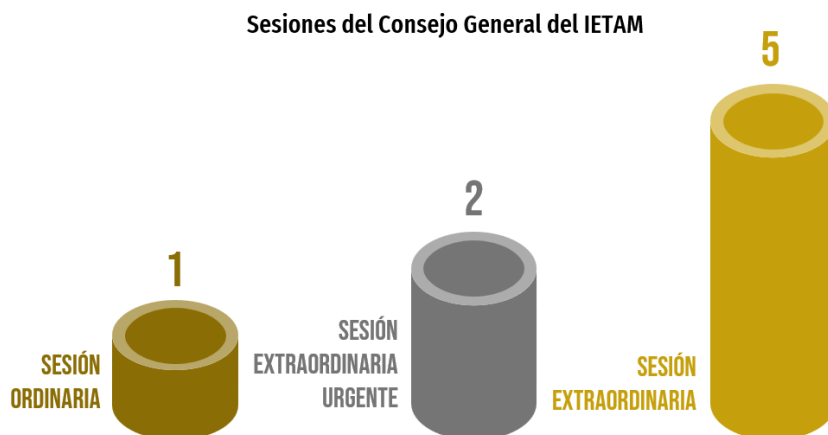 Sesiones del Consejo General del IETAM
1
SESIÓN
ORDINARIA
2
SESIÓN
EXTRAORDINARIA
URGENTE
5
SESIÓN
EXTRAORDINARIA